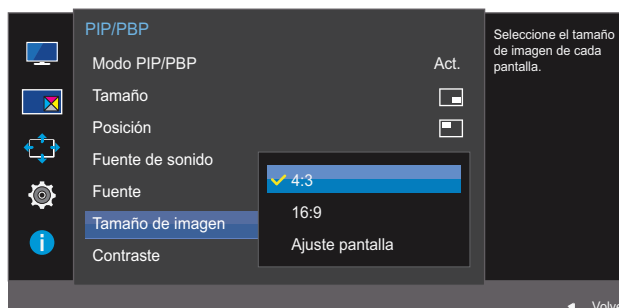 PIP/PBP
Modo PIP/PBP Act.
Tamaño
Posición
Fuente de sonido
Fuente
Tamaño de imagen
Contraste
4:3
16:9
Ajuste pantalla
Seleccione el tamaño
de imagen de cada
pantalla.